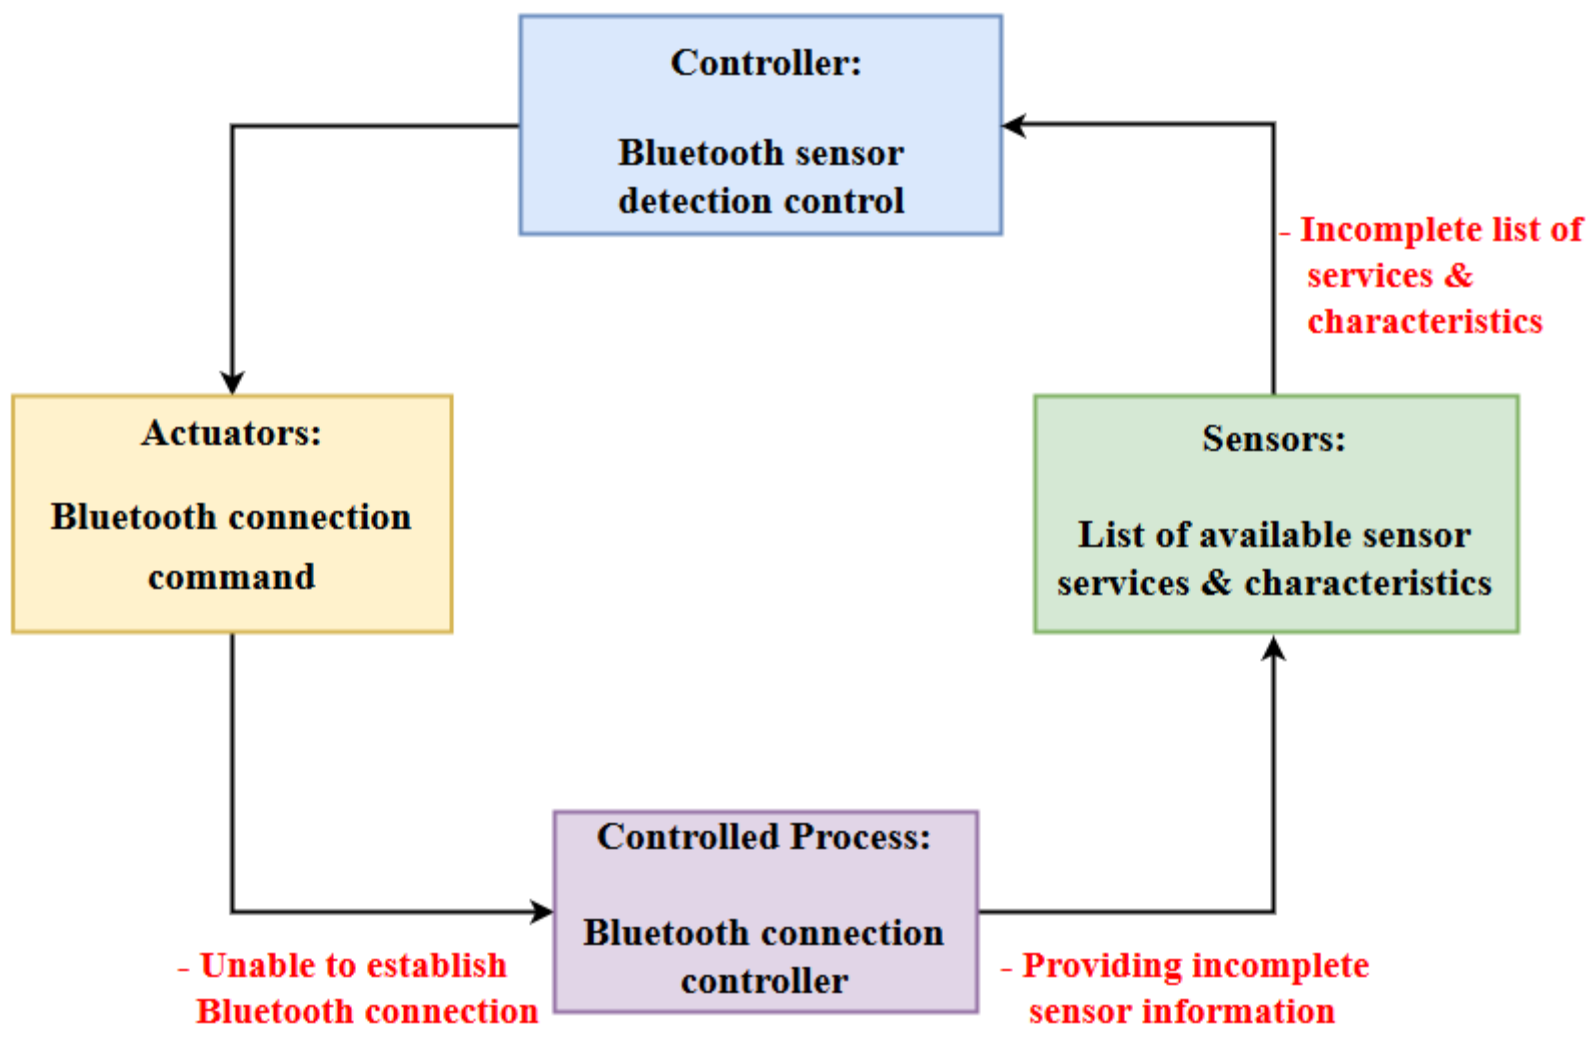 Controller:
Bluetooth sensor
detection control
- Incomplete list of
services &
characteristics
Actuators:
Bluetooth connection
command
Sensors:
List of available sensor
services & characteristics
Controlled Process:
Bluetooth connection
controller
- Unable to establish
Bluetooth connection
- Providing incomplete
sensor information